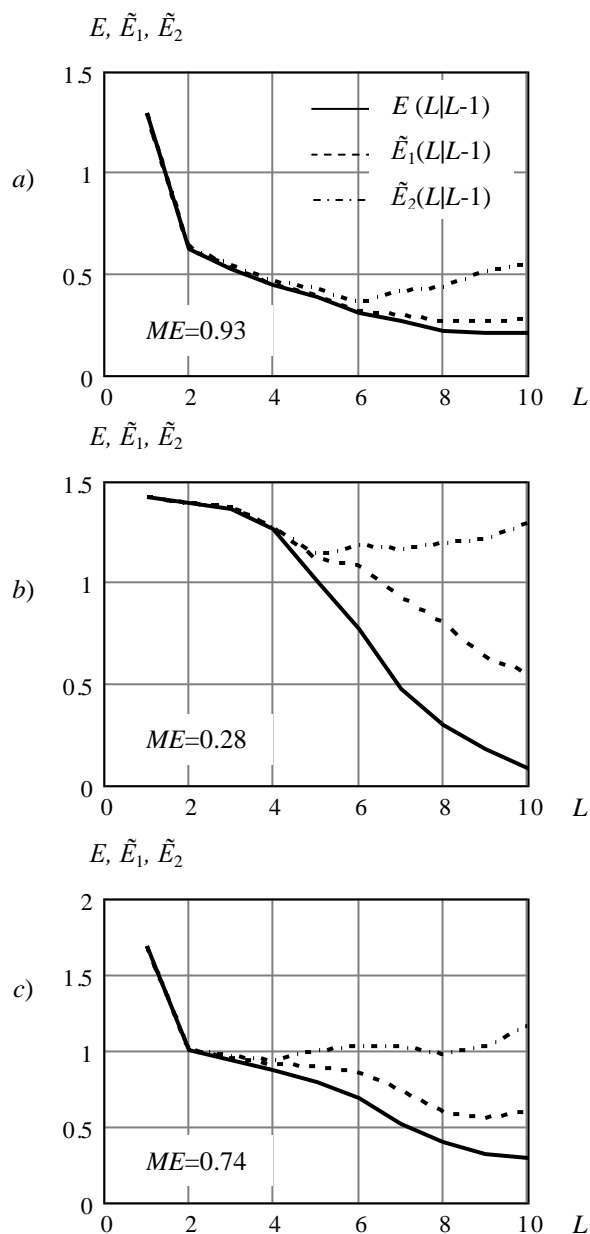 E, Ẽ₁, Ẽ₂
1.5
E (L|L-1)
Ẽ₁(L|L-1)
a)
1
Ẽ₂(L|L-1)
0.5
ME=0.93
0
0 2 4 6 8 10 L
E, Ẽ₁, Ẽ₂
1.5
1
b)
0.5
ME=0.28
0
0 2 4 6 8 10 L
E, Ẽ₁, Ẽ₂
2
1.5
c)
1
0.5
ME=0.74
0
0 2 4 6 8 10 L